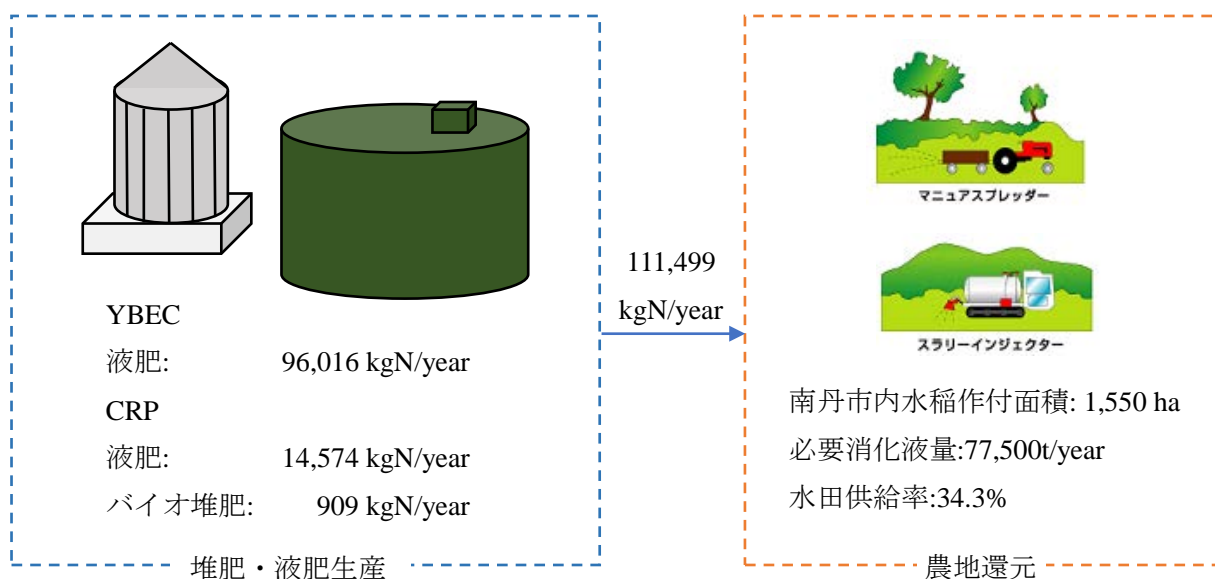 YBEC
液肥: 96,016 kgN/year
CRP
液肥: 14,574 kgN/year
バイオ堆肥: 909 kgN/year
堆肥・液肥生産
111,499
kgN/year
マニュアスプレッダー
スラリーインジェクター
南丹市内水稲作付面積: 1,550 ha
必要消化液量:77,500t/year
水田供給率:34.3%
農地還元